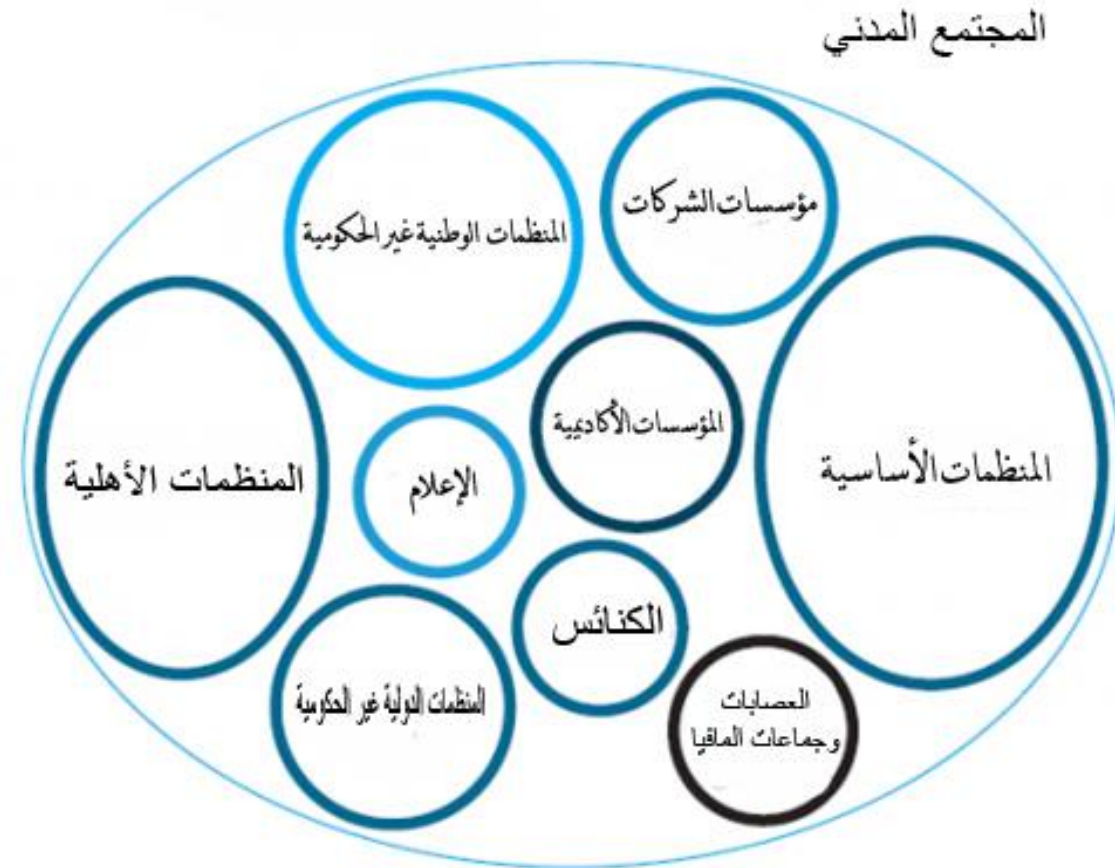 المجتمع المدني
مؤسسات الشركات
المنظمات الوطنية غير الحكومية
المؤسسات الأكاديمية
المنظمات الأساسية
المنظمات الأهلية
الإعلام
الكنائس
المنظمات الدولية غير الحكومية
العصابات
وجماعات المافيا